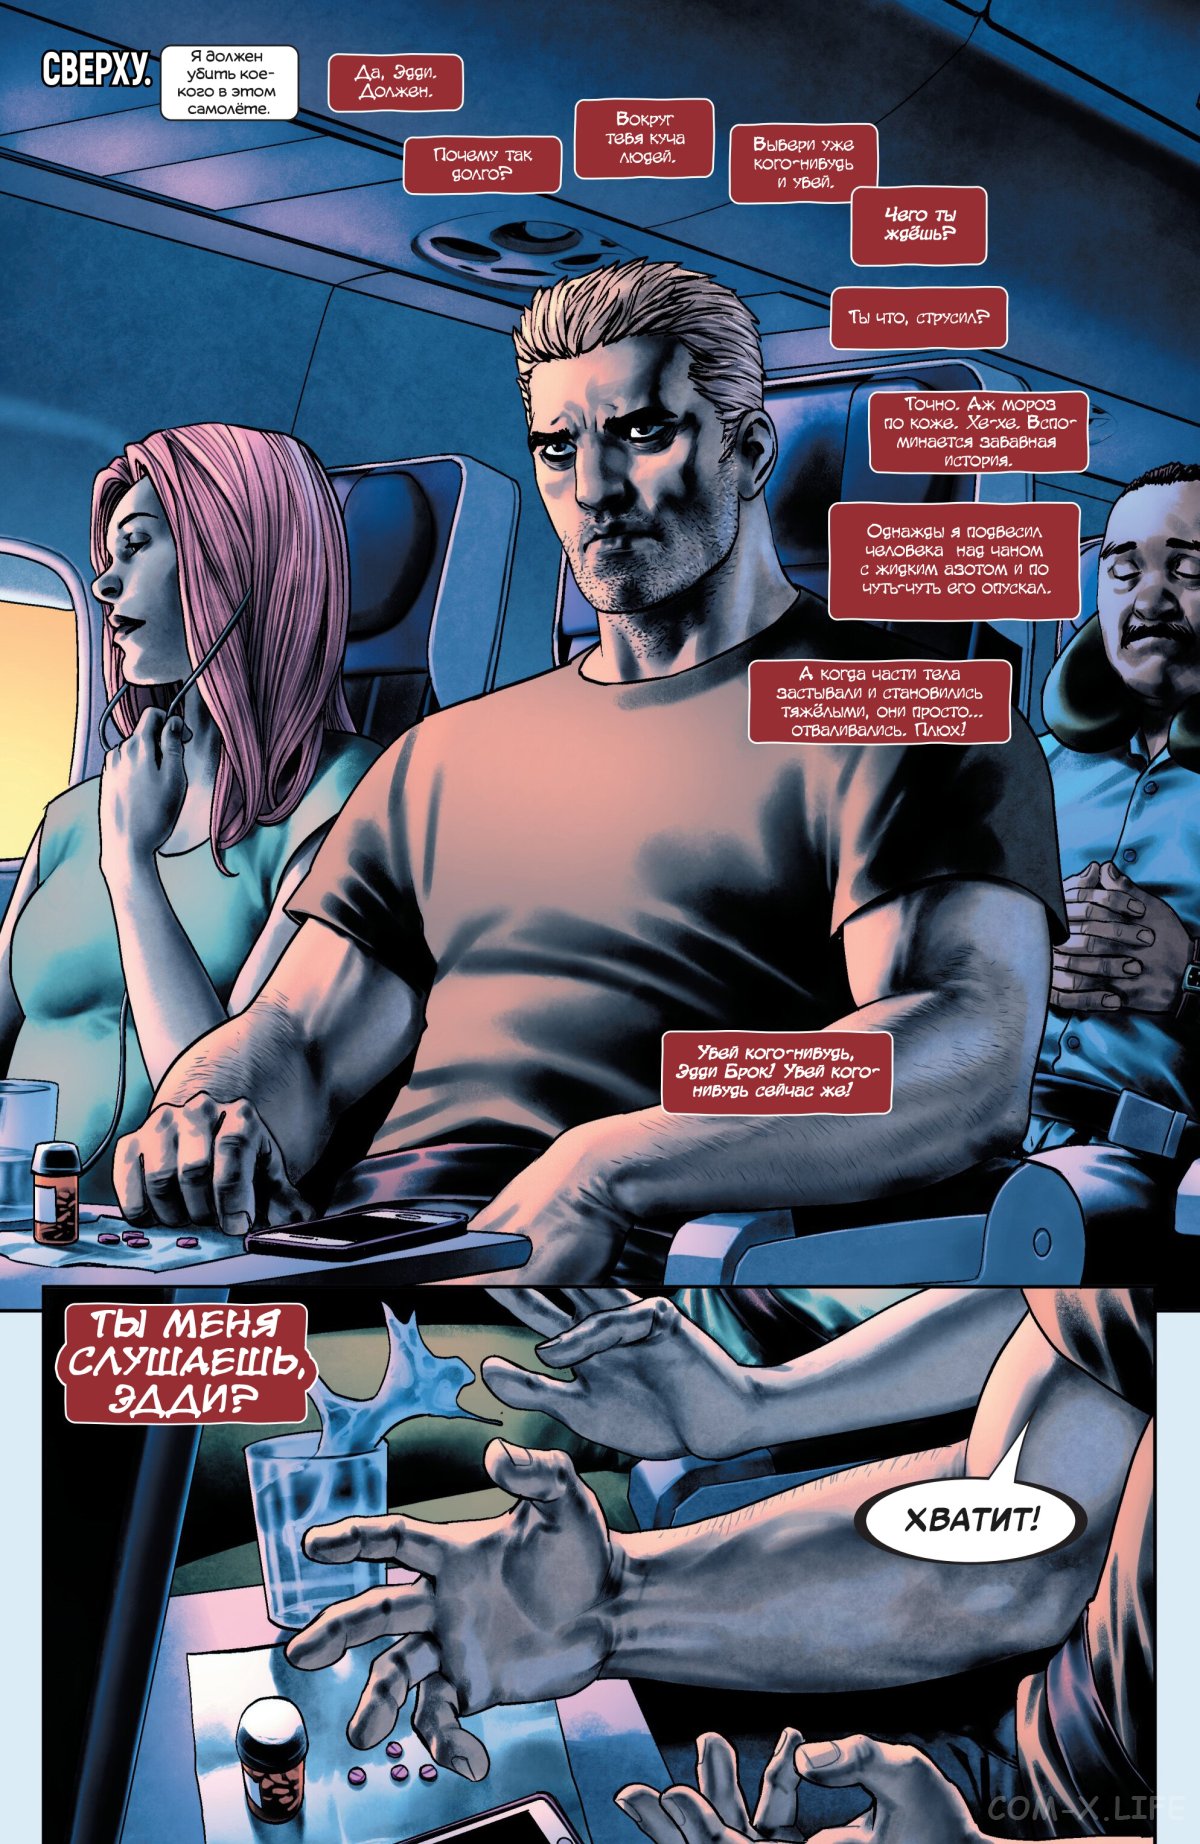 СВЕРХУ.
Я должен
убить кое-
кого в этом
самолёте.
Да, Эдди.
Должен.
Почему так
долго?
Вокруг
тебя куча
людей.
Выбери уже
кого-нибудь
и убей.
Чего ты
ждёшь?
Ты что, струсил?
Точно. Аж мороз
по коже. Хе-хе. Вспо-
минается забавная
история.
Однажды я подвесил
человека над чаном
с жидким азотом и по
чуть-чуть его опускал.
А когда части тела
застывали и становились
тяжёлыми, они просто...
отваливались. Плюх!
Убей кого-нибудь,
Эдди Брок! Убей кого-
нибудь сейчас же!
ТЫ МЕНЯ
СЛУШАЕШЬ,
ЭДДИ?
ХВАТИТ!
COM-X.LIFE